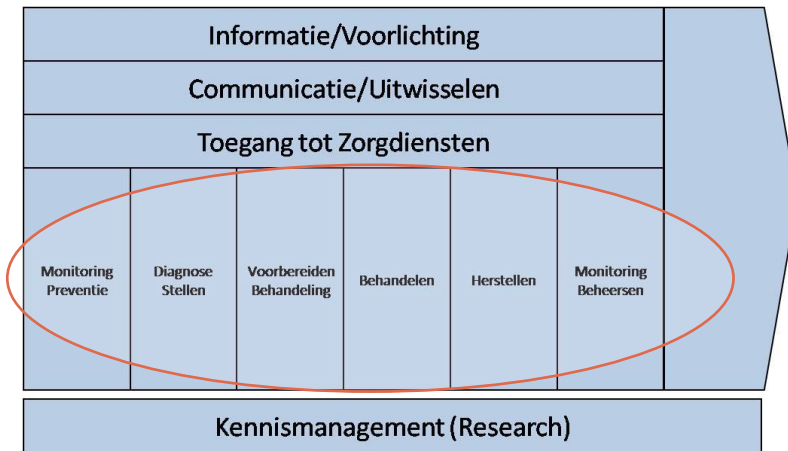 Informatie/Voorlichting
Communicatie/Uitwisselen
Toegang tot Zorgdiensten
Monitoring
Preventie
Diagnose
Stellen
Voorbereiden
Behandeling
Behandelen
Herstellen
Monitoring
Beheersen
Kennismanagement (Research)